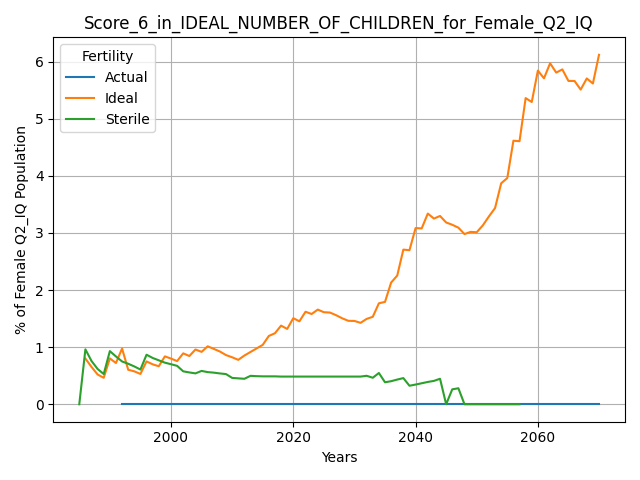 Score_6_in_IDEAL_NUMBER_OF_CHILDREN_for_Female_Q2_IQ
Fertility
Actual
Ideal
Sterile
% of Female Q2_IQ Population
6
5
4
3
2
1
0
2000
2020
2040
2060
Years